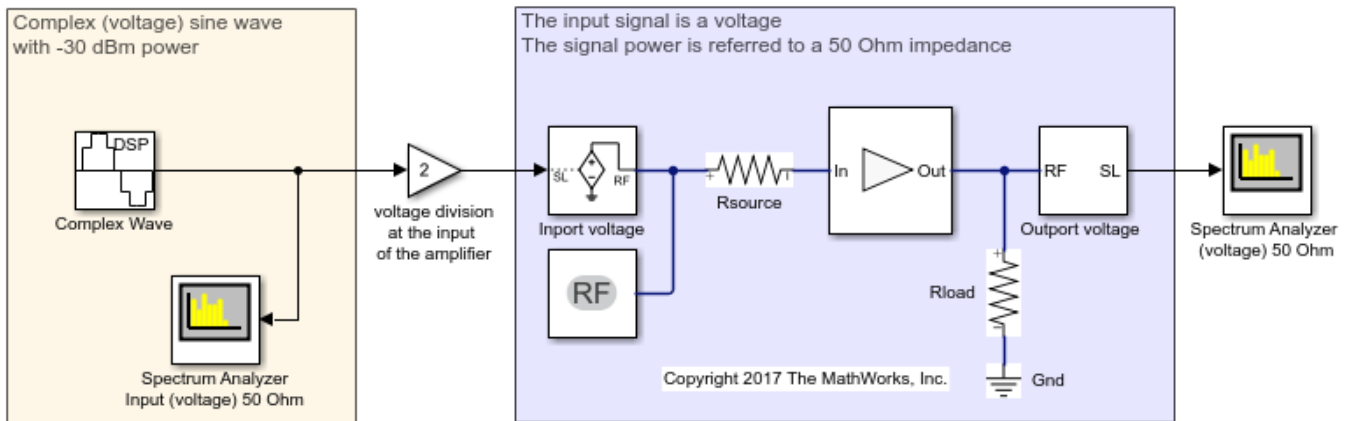 Complex (voltage) sine wave
with -30 dBm power
The input signal is a voltage
The signal power is referred to a 50 Ohm impedance
DSP
Complex Wave
2
voltage division
at the input
of the amplifier
SL
RF
Inport voltage
RF
Rsource
In
Out
RF
SL
Outport voltage
Spectrum Analyzer
(voltage) 50 Ohm
Rload
Spectrum Analyzer
Input (voltage) 50 Ohm
Copyright 2017 The MathWorks, Inc.
Gnd